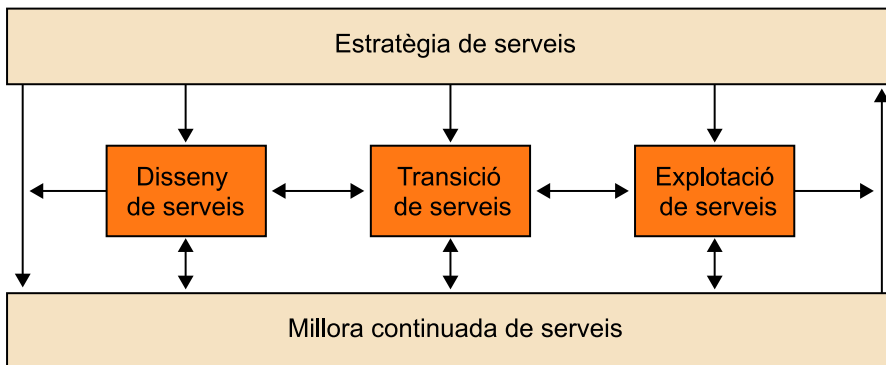 Estratègia de serveis
Disseny
de serveis
Transició
de serveis
Explotació
de serveis
Millora continuada de serveis